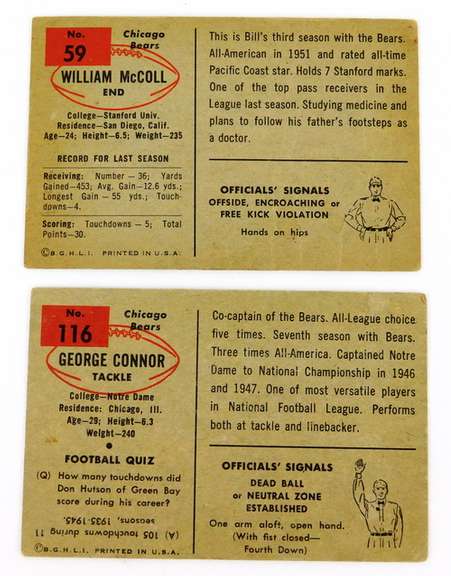 No.
59
Chicago
Bears
WILLIAM McCOLL
END
College—Stanford Univ.
Residence—San Diego, Calif.
Age—24; Height—6.5; Weight—235
RECORD FOR LAST SEASON
Receiving: Number — 36; Yards
Gained—453; Avg. Gain—12.6 yds.;
Longest Gain — 55 yds.; Touch-
downs—4.
Scoring: Touchdowns — 5; Total
Points—30.
©B.G.H.L.I. PRINTED IN U.S.A.
This is Bill's third season with the Bears.
All-American in 1951 and rated all-time
Pacific Coast star. Holds 7 Stanford marks.
One of the top pass receivers in the
League last season. Studying medicine and
plans to follow his father's footsteps as
a doctor.
OFFICIALS' SIGNALS
OFFSIDE, ENCROACHING or
FREE KICK VIOLATION
Hands on hips
No.
116
Chicago
Bears
GEORGE CONNOR
TACKLE
College—Notre Dame
Residence: Chicago, Ill.
Age—29; Height—6.3
Weight—240
FOOTBALL QUIZ
(Q) How many touchdowns did
Don Hutson of Green Bay
score during his career?
(A) 105 touchdowns during 11
seasons, 1935-1945.
©B.G.H.L.I. PRINTED IN U.S.A.
Co-captain of the Bears. All-League choice
five times. Seventh season with Bears.
Three times All-America. Captained Notre
Dame to National Championship in 1946
and 1947. One of most versatile players
in National Football League. Performs
both at tackle and linebacker.
OFFICIALS' SIGNALS
DEAD BALL
or NEUTRAL ZONE
ESTABLISHED
One arm aloft, open hand.
(With fist closed—
Fourth Down)